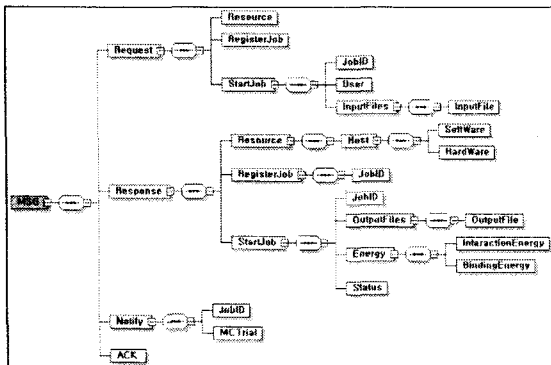 Resource
Request
RegisterJob
JobID
StartJob
User
InputFiles
InputFile
SoftWare
Resource
Host
HardWare
RegisterJob
JobID
MSG
Response
JobID
OutputFiles
OutputFile
StartJob
InteractionEnergy
Energy
BindingEnergy
Status
JobID
Notify
MCTrial
ACK